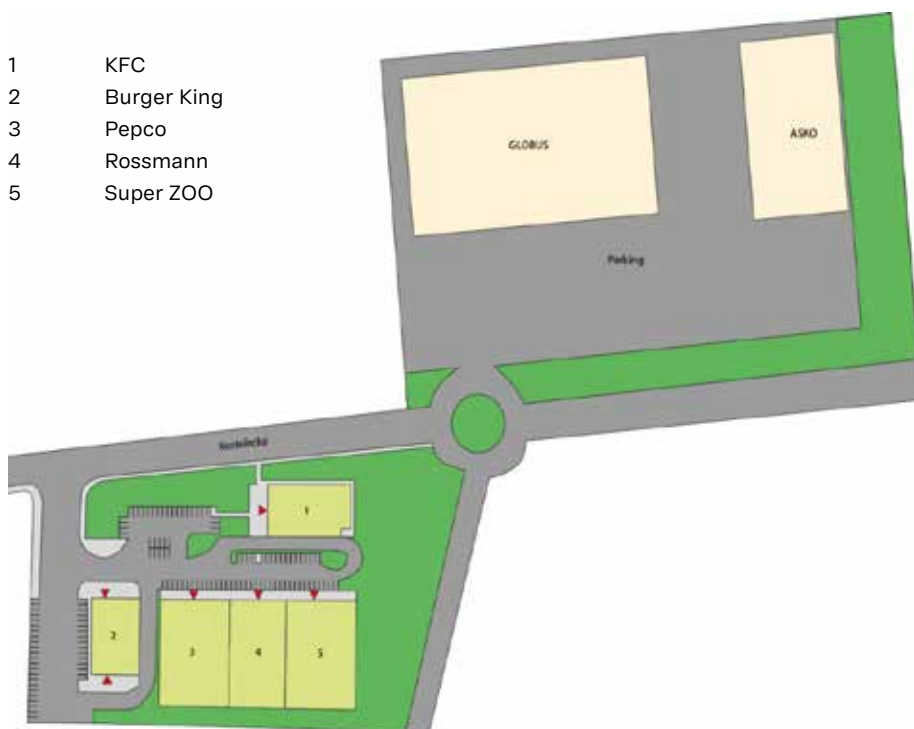 1 KFC
2 Burger King
3 Pepco
4 Rossmann
5 Super ZOO
GLOBUS
ASKO
Parking
1
2
3
4
5